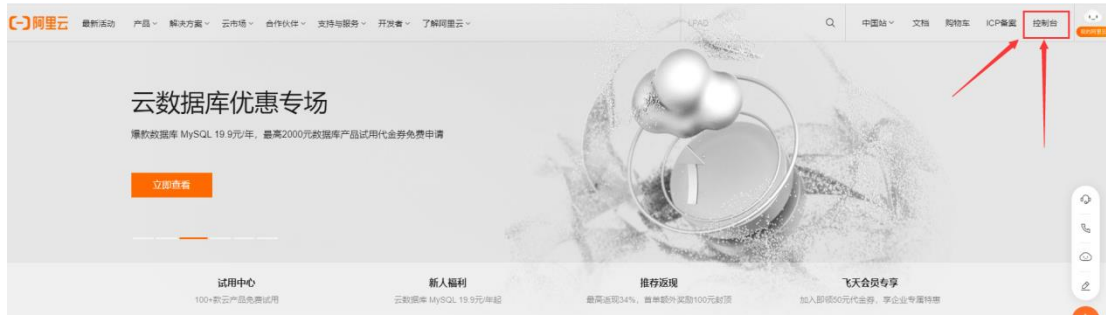 阿里云
最新活动 产品 解决方案 云市场 合作伙伴 支持与服务 开发者 了解阿里云
LPAD
中国站 文档 购物车 ICP备案 控制台
云数据库优惠专场
爆款数据库 MySQL 19.9元/年，最高2000元数据库产品试用代金券免费申请
立即查看
试用中心 新人福利 推荐返现 飞天会员专享
100+款云产品免费试用 云数据库 MySQL 19.9元/年起 最高返现34%，首单额外奖励100元封顶 加入即领50元代金券，享企业专属特惠